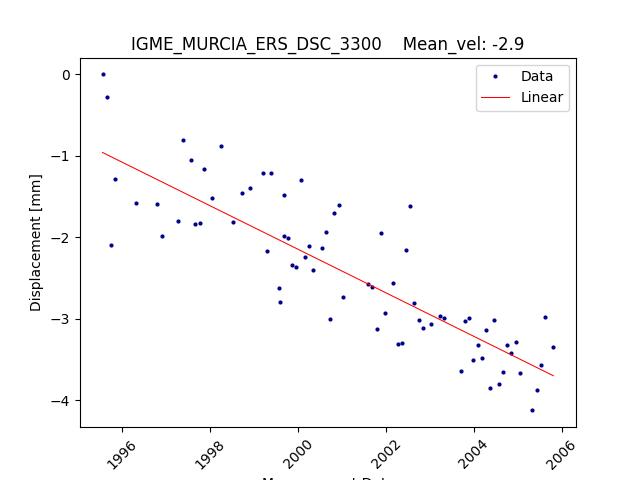 IGME_MURCIA_ERS_DSC_3300    Mean_vel: -2.9
Data
Linear
Displacement [mm]
0
−1
−2
−3
−4
1996
1998
2000
2002
2004
2006